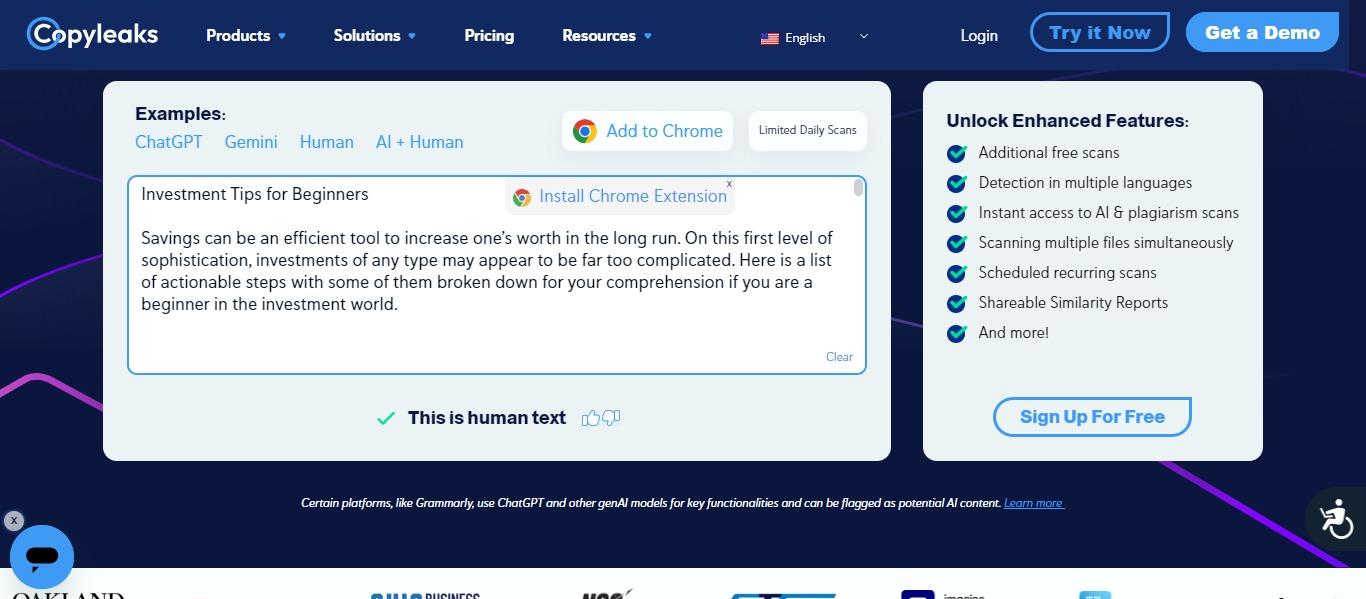 Copyleaks
Products
Solutions
Pricing
Resources
English
Login
Try it Now
Get a Demo
Examples:
ChatGPT Gemini Human AI + Human
Add to Chrome
Limited Daily Scans
Investment Tips for Beginners
Install Chrome Extension
x
Savings can be an efficient tool to increase one’s worth in the long run. On this first level of
sophistication, investments of any type may appear to be far too complicated. Here is a list
of actionable steps with some of them broken down for your comprehension if you are a
beginner in the investment world.
Clear
This is human text
Unlock Enhanced Features:
Additional free scans
Detection in multiple languages
Instant access to AI & plagiarism scans
Scanning multiple files simultaneously
Scheduled recurring scans
Shareable Similarity Reports
And more!
Sign Up For Free
Certain platforms, like Grammarly, use ChatGPT and other genAI models for key functionalities and can be flagged as potential AI content. Learn more
x
OAKLAND
BUSINESS
imagine